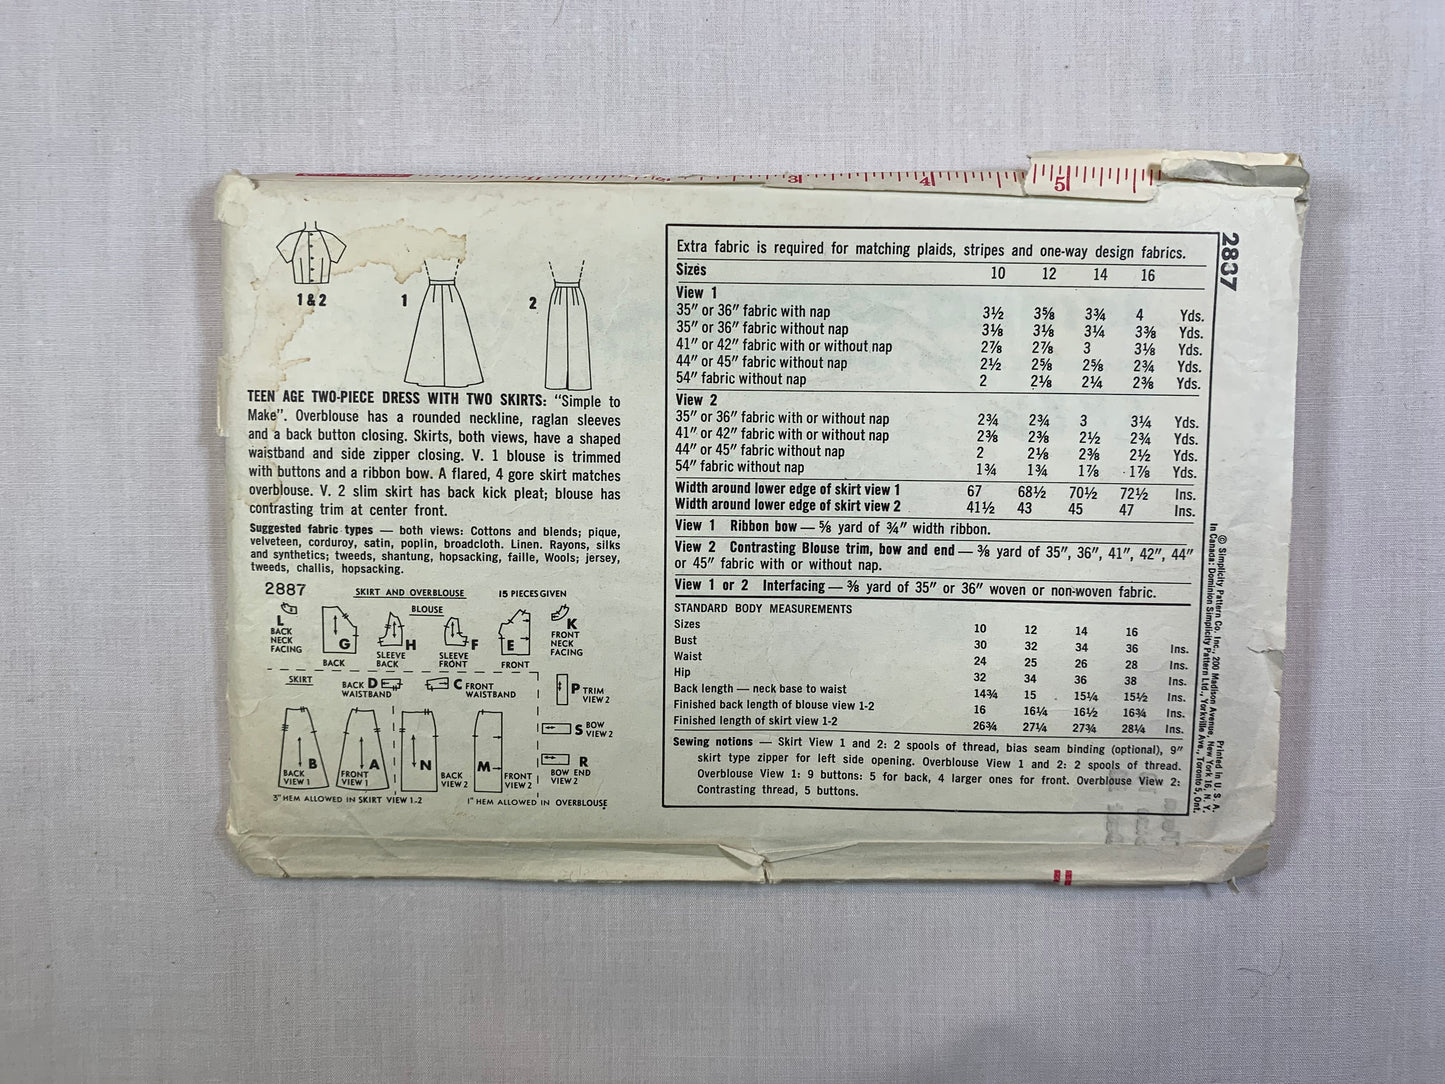 3 4 5
2837
1 & 2
1
2
TEEN AGE TWO-PIECE DRESS WITH TWO SKIRTS: "Simple to
Make". Overblouse has a rounded neckline, raglan sleeves
and a back button closing. Skirts, both views, have a shaped
waistband and side zipper closing. V. 1 blouse is trimmed
with buttons and a ribbon bow. A flared, 4 gore skirt matches
overblouse. V. 2 slim skirt has back kick pleat; blouse has
contrasting trim at center front.
Suggested fabric types — both views: Cottons and blends; pique,
velveteen, corduroy, satin, poplin, broadcloth. Linen. Rayons, silks
and synthetics; tweeds, shantung, hopsacking, faille, Wools; jersey,
tweeds, challis, hopsacking.
2887 SKIRT AND OVERBLOUSE 15 PIECES GIVEN
BLOUSE
L
BACK
NECK
FACING
G
BACK
H
SLEEVE
BACK
F
SLEEVE
FRONT
E
FRONT
K
FRONT
NECK
FACING
SKIRT
BACK D
WAISTBAND
C FRONT
WAISTBAND
P TRIM
VIEW 2
S BOW
VIEW 2
R
BOW END
VIEW 2
B
BACK
VIEW 1
A
FRONT
VIEW 1
N
BACK
VIEW 2
M
FRONT
VIEW 2
3" HEM ALLOWED IN SKIRT VIEW 1-2 1" HEM ALLOWED IN OVERBLOUSE
Extra fabric is required for matching plaids, stripes and one-way design fabrics.
Sizes 10 12 14 16
View 1
35" or 36" fabric with nap 3½ 3⅝ 3¾ 4 Yds.
35" or 36" fabric without nap 3⅛ 3⅛ 3¼ 3⅜ Yds.
41" or 42" fabric with or without nap 2⅞ 2⅞ 3 3⅛ Yds.
44" or 45" fabric without nap 2½ 2⅝ 2⅝ 2¾ Yds.
54" fabric without nap 2 2⅛ 2¼ 2⅜ Yds.
View 2
35" or 36" fabric with or without nap 2¾ 2¾ 3 3¼ Yds.
41" or 42" fabric with or without nap 2⅜ 2⅜ 2½ 2¾ Yds.
44" or 45" fabric without nap 2 2⅛ 2⅜ 2½ Yds.
54" fabric without nap 1¾ 1¾ 1⅞ 1⅞ Yds.
Width around lower edge of skirt view 1 67 68½ 70½ 72½ Ins.
Width around lower edge of skirt view 2 41½ 43 45 47 Ins.
View 1 Ribbon bow — ⅝ yard of ¾" width ribbon.
View 2 Contrasting Blouse trim, bow and end — ⅜ yard of 35", 36", 41", 42", 44"
or 45" fabric with or without nap.
View 1 or 2 Interfacing — ⅜ yard of 35" or 36" woven or non-woven fabric.
STANDARD BODY MEASUREMENTS
Sizes 10 12 14 16
Bust 30 32 34 36 Ins.
Waist 24 25 26 28 Ins.
Hip 32 34 36 38 Ins.
Back length — neck base to waist 14¾ 15 15¼ 15½ Ins.
Finished back length of blouse view 1-2 16 16¼ 16½ 16¾ Ins.
Finished length of skirt view 1-2 26¾ 27¼ 27¾ 28¼ Ins.
Sewing notions — Skirt View 1 and 2: 2 spools of thread, bias seam binding (optional), 9"
skirt type zipper for left side opening. Overblouse View 1 and 2: 2 spools of thread.
Overblouse View 1: 9 buttons: 5 for back, 4 larger ones for front. Overblouse View 2:
Contrasting thread, 5 buttons.
Printed in U. S. A.
© Simplicity Pattern Co. Inc., 200 Madison Avenue, New York 16, N. Y.
In Canada: Dominion Simplicity Pattern Ltd., Yorkville Ave., Toronto 5, Ont.